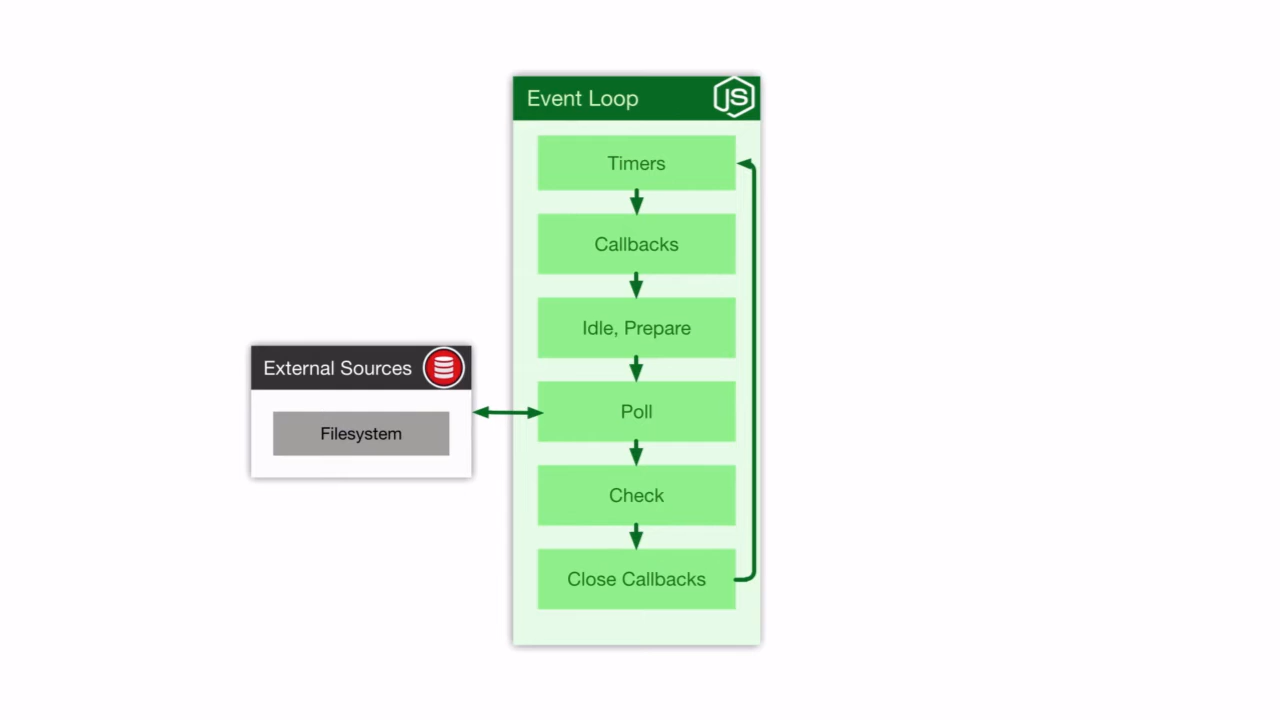 Event Loop
JS
Timers
Callbacks
Idle, Prepare
External Sources
Poll
Filesystem
Check
Close Callbacks